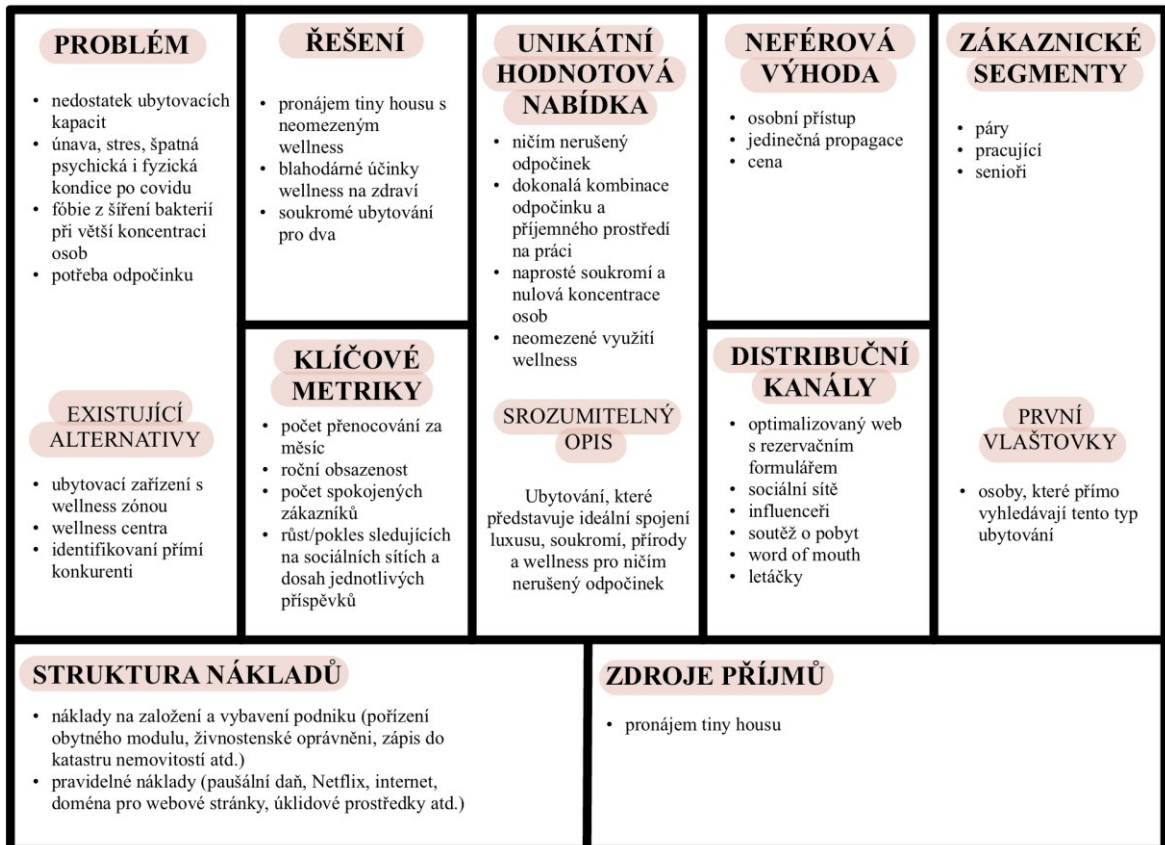 PROBLÉM
• nedostatek ubytovacích
kapacit
• únava, stres, špatná
psychická i fyzická
kondice po covidu
• fóbie z šíření bakterií
při větší koncentraci
osob
• potřeba odpočinku
EXISTUJÍCÍ
ALTERNATIVY
• ubytovací zařízení s
wellness zónou
• wellness centra
• identifikovaní přímí
konkurenti
ŘEŠENÍ
• pronájem tiny housu s
neomezeným
wellness
• blahodárné účinky
wellness na zdraví
• soukromé ubytování
pro dva
KLÍČOVÉ
METRIKY
• počet přenocování za
měsíc
• roční obsazenost
• počet spokojených
zákazníků
• růst/pokles sledujících
na sociálních sítích a
dosah jednotlivých
příspěvků
UNIKÁTNÍ
HODNOTOVÁ
NABÍDKA
• ničím nerušený
odpočinek
• dokonalá kombinace
odpočinku a
příjemného prostředí
na práci
• naprosté soukromí a
nulová koncentrace
osob
• neomezené využití
wellness
SROZUMITELNÝ
OPIS
Ubytování, které
představuje ideální spojení
luxusu, soukromí, přírody
a wellness pro ničím
nerušený odpočinek
NEFÉROVÁ
VÝHODA
• osobní přístup
• jedinečná propagace
• cena
DISTRIBUČNÍ
KANÁLY
• optimalizovaný web
s rezervačním
formulářem
• sociální sítě
• influenceři
• soutěž o pobyt
• word of mouth
• letáčky
ZÁKAZNICKÉ
SEGMENTY
• páry
• pracující
• senioři
PRVNÍ
VLAŠTOVKY
• osoby, které přímo
vyhledávají tento typ
ubytování
STRUKTURA NÁKLADŮ
• náklady na založení a vybavení podniku (pořízení
obytného modulu, živnostenské oprávněni, zápis do
katastru nemovitostí atd.)
• pravidelné náklady (paušální daň, Netflix, internet,
doména pro webové stránky, úklidové prostředky atd.)
ZDROJE PŘÍJMŮ
• pronájem tiny housu